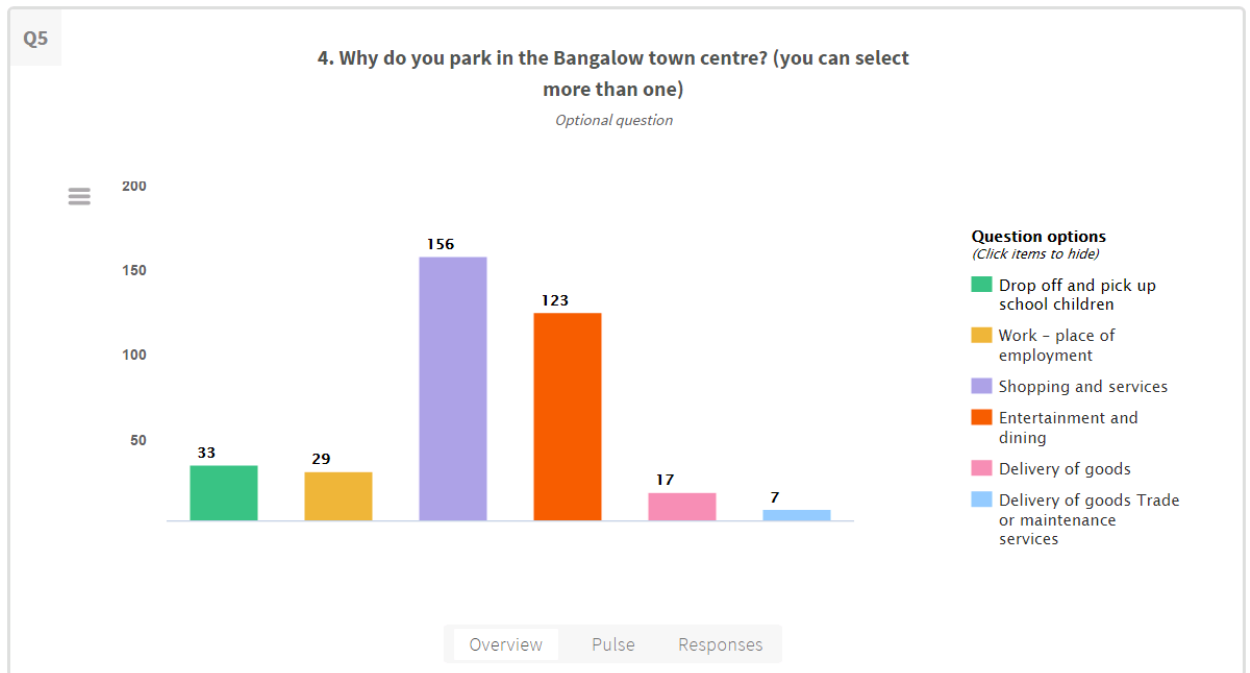 Q5
4. Why do you park in the Bangalow town centre? (you can select
more than one)
Optional question
200
150
100
50
33
29
156
123
17
7
Question options
(Click items to hide)
Drop off and pick up
school children
Work – place of
employment
Shopping and services
Entertainment and
dining
Delivery of goods
Delivery of goods Trade
or maintenance
services
Overview
Pulse
Responses